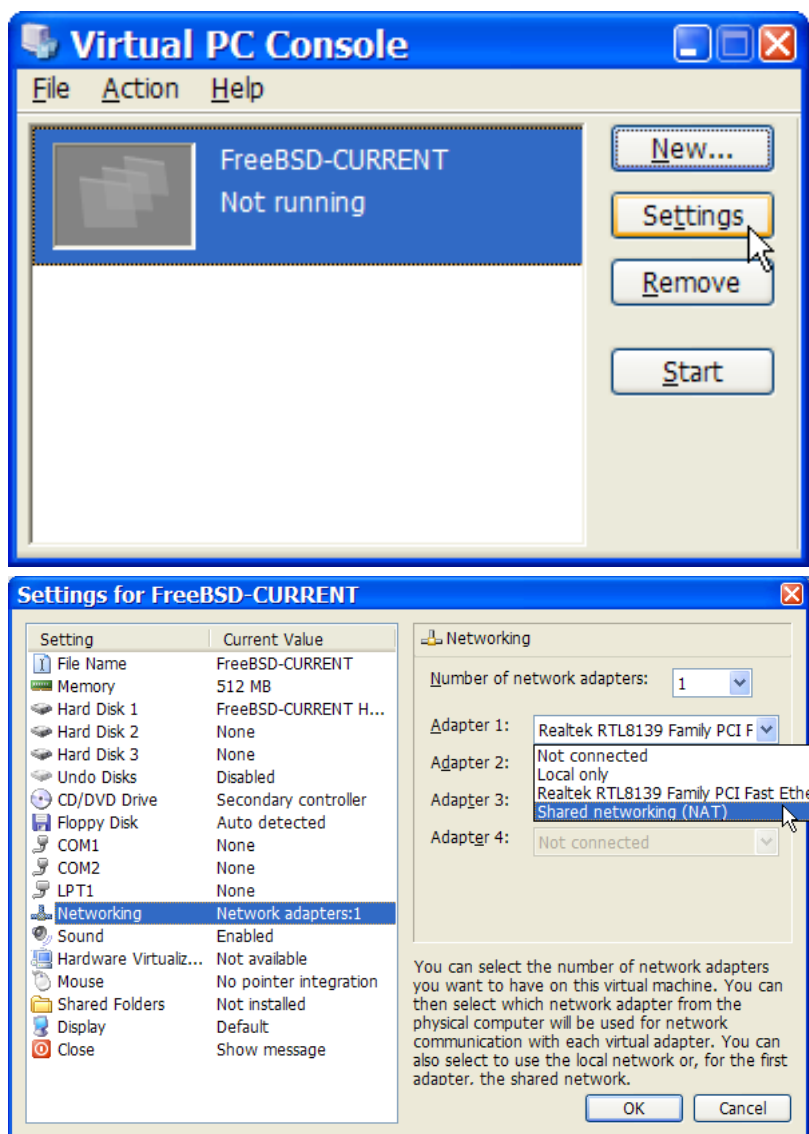 Virtual PC Console
File Action Help
FreeBSD-CURRENT
Not running
New...
Settings
Remove
Start
Settings for FreeBSD-CURRENT
Setting Current Value
File Name FreeBSD-CURRENT
Memory 512 MB
Hard Disk 1 FreeBSD-CURRENT H...
Hard Disk 2 None
Hard Disk 3 None
Undo Disks Disabled
CD/DVD Drive Secondary controller
Floppy Disk Auto detected
COM1 None
COM2 None
LPT1 None
Networking Network adapters:1
Sound Enabled
Hardware Virtualiz... Not available
Mouse No pointer integration
Shared Folders Not installed
Display Default
Close Show message
Networking
Number of network adapters: 1
Adapter 1: Realtek RTL8139 Family PCI F
Not connected
Adapter 2:
Local only
Realtek RTL8139 Family PCI Fast Ethe
Adapter 3:
Shared networking (NAT)
Adapter 4: Not connected
You can select the number of network adapters
you want to have on this virtual machine. You can
then select which network adapter from the
physical computer will be used for network
communication with each virtual adapter. You can
also select to use the local network or, for the first
adapter, the shared network.
OK Cancel